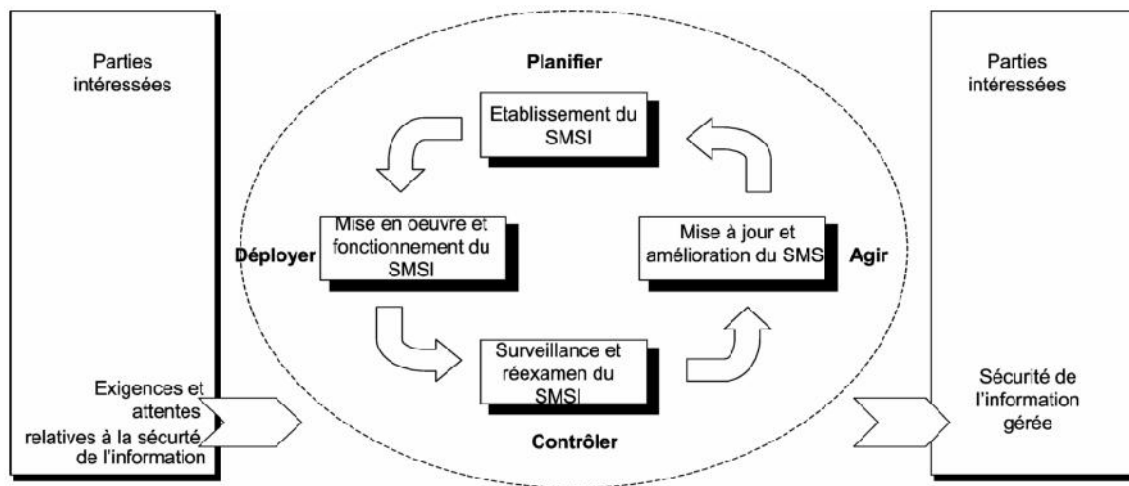 Parties
intéressées
Exigences et
attentes
relatives à la sécurté
de l'information
Planifier
Etablissement du
SMSI
Déployer
Mise en oeuvre et
fonctionnement du
SMSI
Mise à jour et
amélioration du SMS
Agir
Surveillance et
réexamen du
SMSI
Contrôler
Parties
intéressées
Sécurité de
l'information
gérée